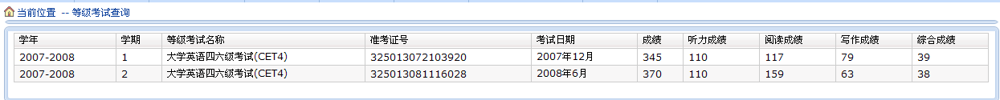 当前位置 -- 等级考试查询
学年 学期 等级考试名称 准考证号 考试日期 成绩 听力成绩 阅读成绩 写作成绩 综合成绩
2007-2008 1 大学英语四六级考试(CET4) 325013072103920 2007年12月 345 110 117 79 39
2007-2008 2 大学英语四六级考试(CET4) 325013081116028 2008年6月 370 110 159 63 38